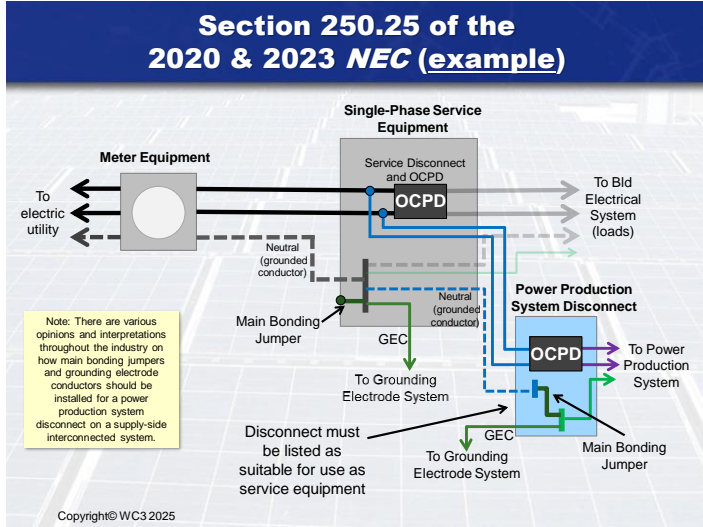 Section 250.25 of the
2020 & 2023 NEC (example)
Single-Phase Service
Equipment
Meter Equipment
Service Disconnect
and OCPD
OCPD
To
electric
utility
To Bld
Electrical
System
(loads)
Neutral
(grounded
conductor)
Neutral
(grounded
conductor)
Power Production
System Disconnect
Main Bonding
Jumper
GEC
To Grounding
Electrode System
OCPD
To Power
Production
System
Note: There are various
opinions and interpretations
throughout the industry on
how main bonding jumpers
and grounding electrode
conductors should be
installed for a power
production system
disconnect on a supply-side
interconnected system.
Disconnect must
be listed as
suitable for use as
service equipment
GEC
To Grounding
Electrode System
Main Bonding
Jumper
Copyright© WC3 2025